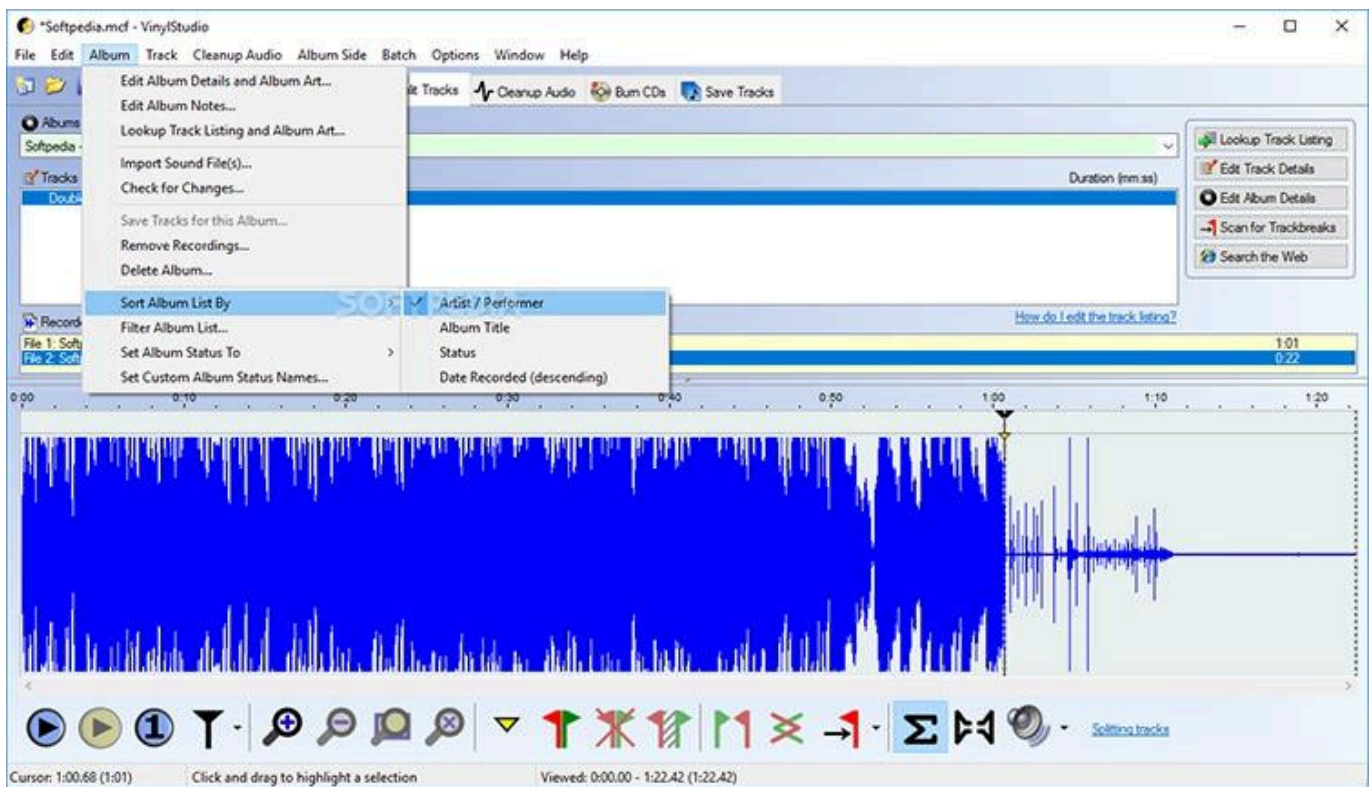 *Softpedia.mcf - VinylStudio
File Edit Album Track Cleanup Audio Album Side Batch Options Window Help
Edit Album Details and Album Art...
Tracks Cleanup Audio Burn CDs Save Tracks
Edit Album Notes...
Albums
Lookup Track Listing and Album Art...
Softpedia -
Lookup Track Listing
Import Sound File(s)...
Tracks
Duration (mm:ss)
Edit Track Details
Check for Changes...
Edit Album Details
Save Tracks for this Album...
Scan for Trackbreaks
Remove Recordings...
Search the Web
Delete Album...
Sort Album List By > Artist / Performer
SOFTPEDIA
How do I edit the track listing?
Filter Album List... Album Title
File 1: 1:01
Set Album Status To > Status
File 2: 0:22
Set Custom Album Status Names... Date Recorded (descending)
0:00 0:10 0:20 0:30 0:40 0:50 1:00 1:10 1:20
1
Splitting tracks
Cursor: 1:00.68 (1:01) Click and drag to highlight a selection Viewed: 0:00.00 - 1:22.42 (1:22.42)